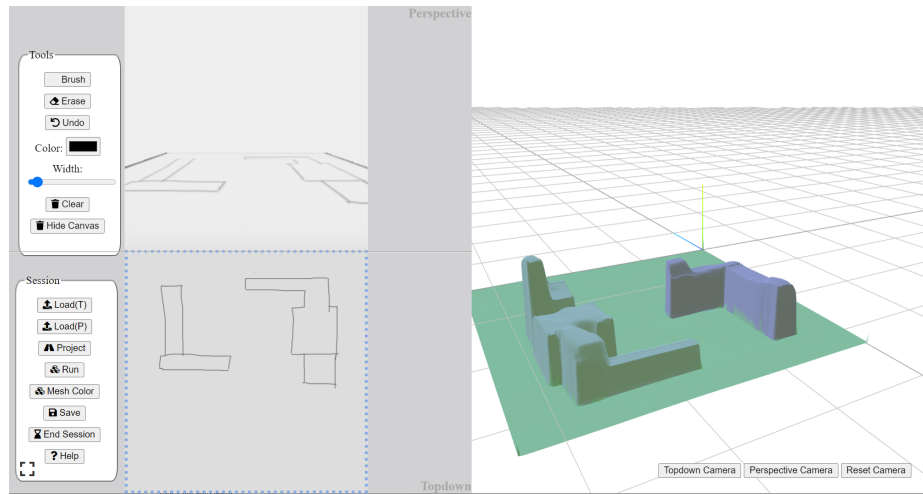 Perspective
Tools
Brush
Erase
Undo
Color:
Width:
Clear
Hide Canvas
Session
Load(T)
Load(P)
Project
Run
Mesh Color
Save
End Session
? Help
Topdown
Topdown Camera
Perspective Camera
Reset Camera